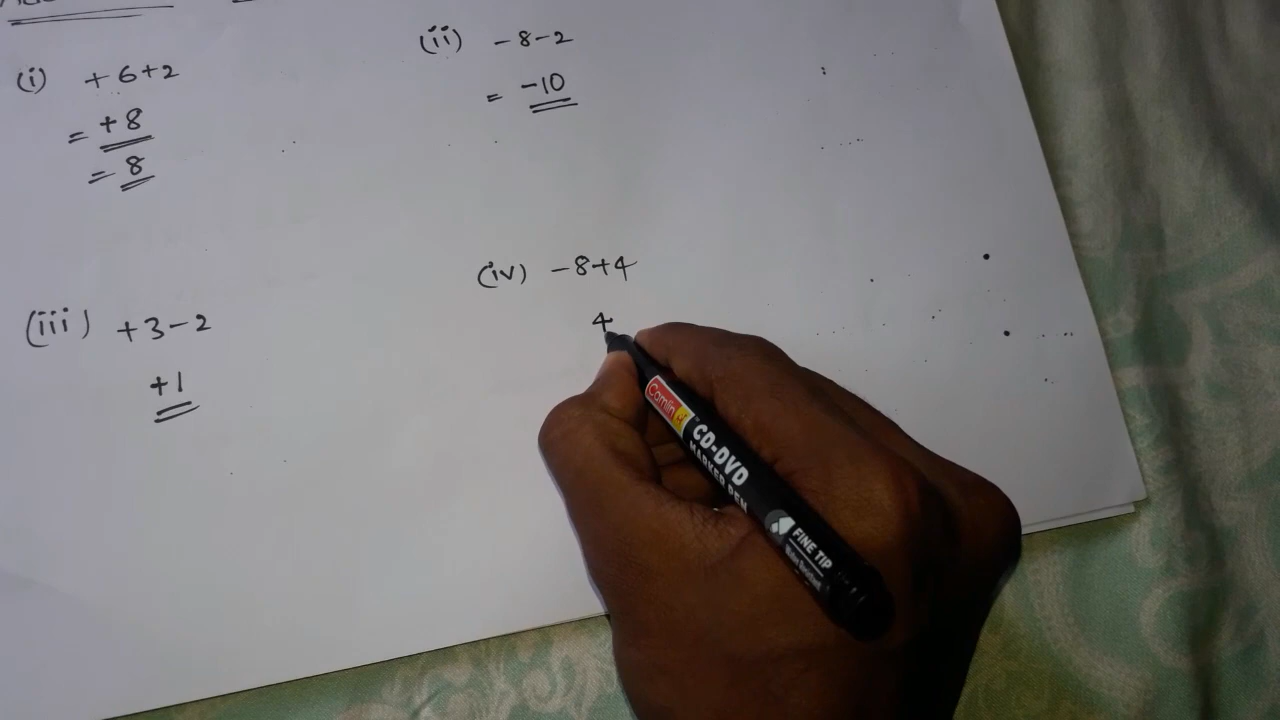 (i) +6+2
= +8
= 8
(ii) -8-2
= -10
(iii) +3-2
+1
(iv) -8+4
4
Camlin
CD-DVD
MARKER PEN
FINE TIP